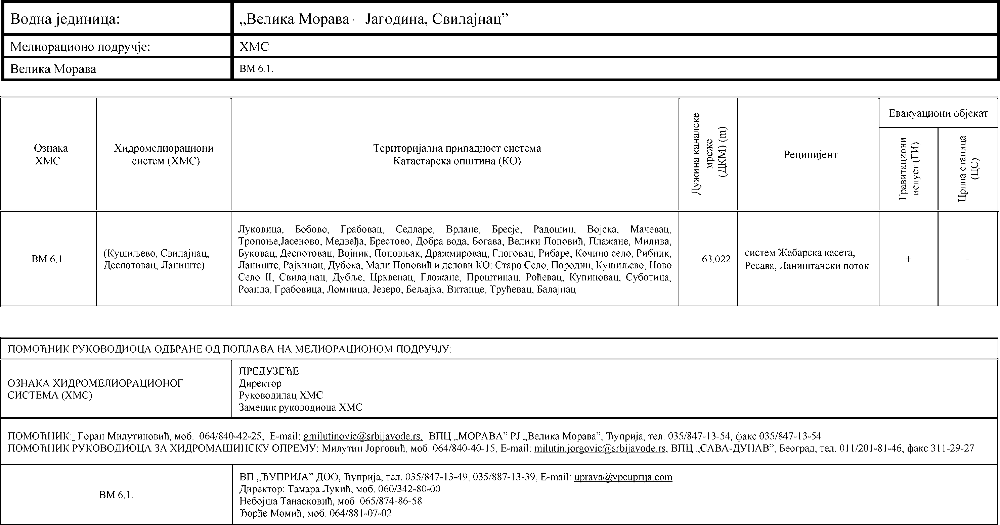 Водна јединица:
„Велика Морава – Јагодина, Свилајнац”
Мелиорационо подручје:
ХМС
Велика Морава
ВМ 6.1.
Ознака
ХМС
Хидромелиорациони
систем (ХМС)
Територијална припадност система
Катастарска општина (КО)
Дужина каналске
мреже
(ДКМ) (m)
Реципијент
Евакуациони објекат
Гравитациони
испуст (ГИ)
Црпна станица
(ЦС)
ВМ 6.1.
(Кушиљево, Свилајнац,
Деспотовац, Ланиште)
Луковица, Бобово, Грабовац, Седларе, Врлане, Бресје, Радошин, Војска, Мачевац,
Тропоње,Јасеново, Медвеђа, Брестово, Добра вода, Богава, Велики Поповић, Плажане, Милива,
Буковац, Деспотовац, Војник, Поповњак, Дражмировац, Глоговац, Рибаре, Кочино село, Рибник,
Ланиште, Рајкинац, Дубока, Мали Поповић и делови КО: Старо Село, Породин, Кушиљево, Ново
Село II, Свилајнац, Дубље, Црквенац, Гложане, Проштинац, Роћевац, Купиновац, Суботица,
Роанда, Грабовица, Ломница, Језеро, Бељајка, Витанце, Трућевац, Балајнац
63.022
систем Жабарска касета,
Ресава, Лаништански поток
+
-
ПОМОЋНИК РУКОВОДИОЦА ОДБРАНЕ ОД ПОПЛАВА НА МЕЛИОРАЦИОНОМ ПОДРУЧЈУ:
ОЗНАКА ХИДРОМЕЛИОРАЦИОНОГ
СИСТЕМА (ХМС)
ПРЕДУЗЕЋЕ
Директор
Руководилац ХМС
Заменик руководиоца ХМС
ПОМОЋНИК: Горан Милутиновић, моб. 064/840-42-25, E-mail: gmilutinovic@srbijavode.rs, ВПЦ „МОРАВА” РЈ „Велика Морава”, Ћуприја, тел. 035/847-13-54, факс 035/847-13-54
ПОМОЋНИК РУКОВОДИОЦА ЗА ХИДРОМАШИНСКУ ОПРЕМУ: Милутин Јорговић, моб. 064/840-40-15, E-mail: milutin.jorgovic@srbijavode.rs, ВПЦ „САВА-ДУНАВ”, Београд, тел. 011/201-81-46, факс 311-29-27
ВМ 6.1.
ВП „ЋУПРИЈА” ДОО, Ћуприја, тел. 035/847-13-49, 035/887-13-39, E-mail: uprava@vpcuprija.com
Директор: Тамара Лукић, моб. 060/342-80-00
Небојша Танасковић, моб. 065/874-86-58
Ђорђе Момић, моб. 064/881-07-02